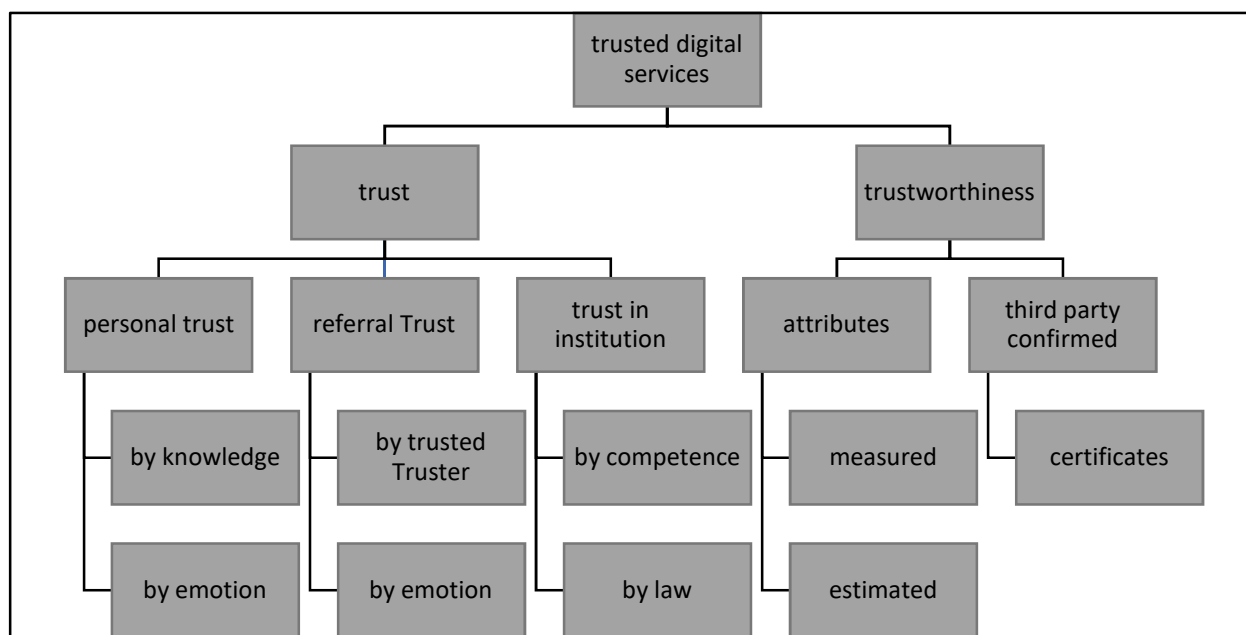 trusted digital
services
trust
trustworthiness
personal trust
referral Trust
trust in
institution
attributes
third party
confirmed
by knowledge
by trusted
Truster
by competence
measured
certificates
by emotion
by emotion
by law
estimated